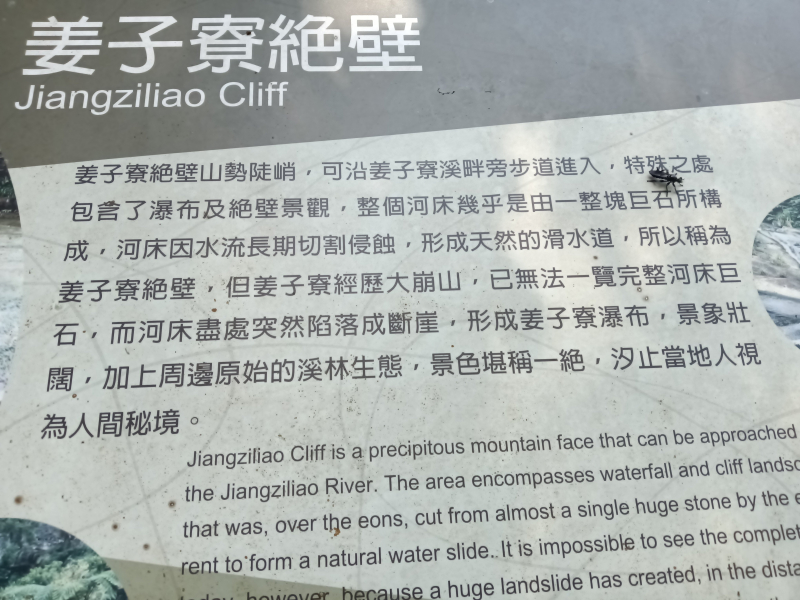 姜子寮絕壁
Jiangziliao Cliff
姜子寮絕壁山勢陡峭，可沿姜子寮溪畔旁步道進入，特殊之處
包含了瀑布及絕壁景觀，整個河床幾乎是由一整塊巨石所構
成，河床因水流長期切割侵蝕，形成天然的滑水道，所以稱為
姜子寮絕壁，但姜子寮經歷大崩山，已無法一覽完整河床巨
石，而河床盡處突然陷落成斷崖，形成姜子寮瀑布，景象壯
闊，加上周邊原始的溪林生態，景色堪稱一絕，汐止當地人視
為人間秘境。
Jiangziliao Cliff is a precipitous mountain face that can be approached
the Jiangziliao River. The area encompasses waterfall and cliff landsc
that was, over the eons, cut from almost a single huge stone by the e
rent to form a natural water slide. It is impossible to see the complet
today, however, because a huge landslide has created, in the dista